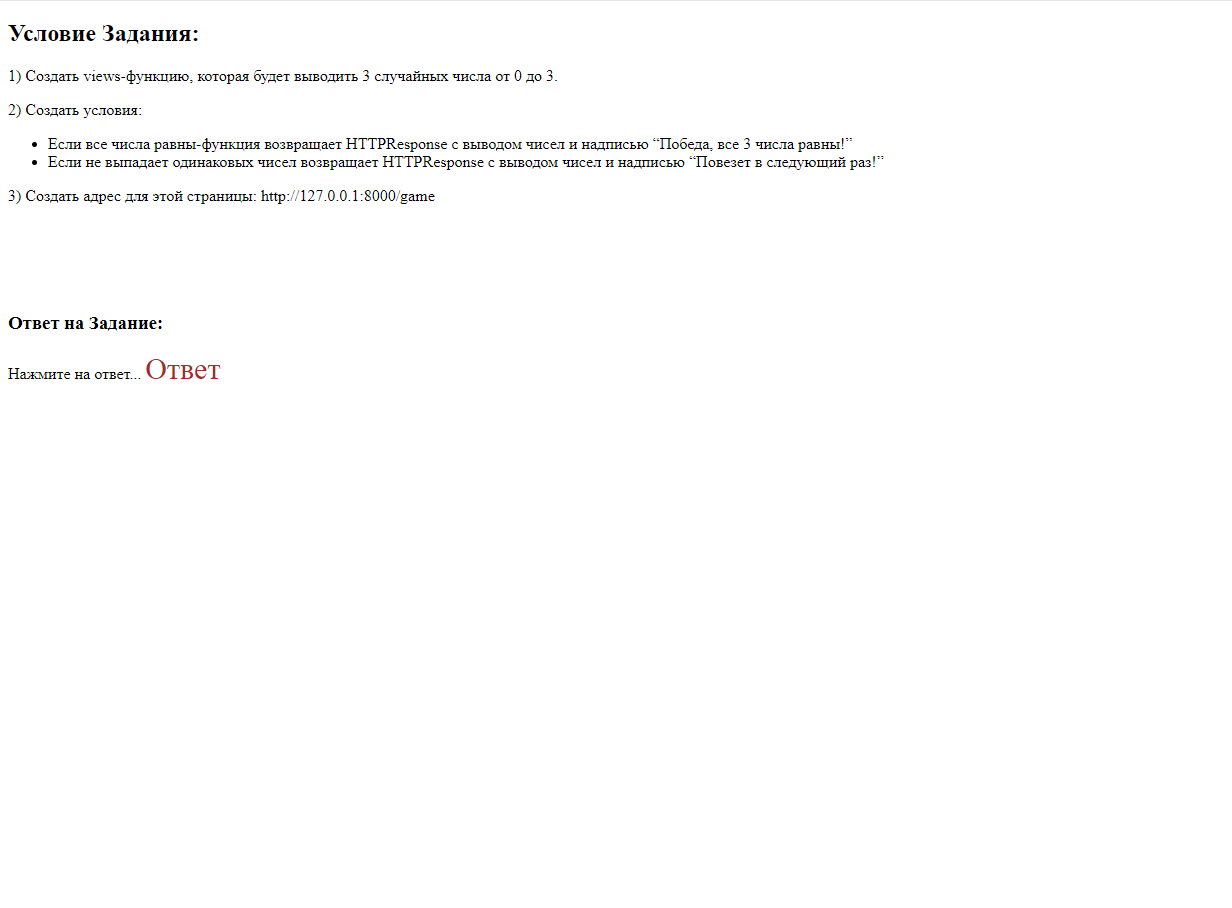 Условие Задания:
1) Создать views-функцию, которая будет выводить 3 случайных числа от 0 до 3.
2) Создать условия:
Если все числа равны-функция возвращает HTTPResponse с выводом чисел и надписью “Победа, все 3 числа равны!”
Если не выпадает одинаковых чисел возвращает HTTPResponse с выводом чисел и надписью “Повезет в следующий раз!”
3) Создать адрес для этой страницы: http://127.0.0.1:8000/game
Ответ на Задание:
Нажмите на ответ... Ответ